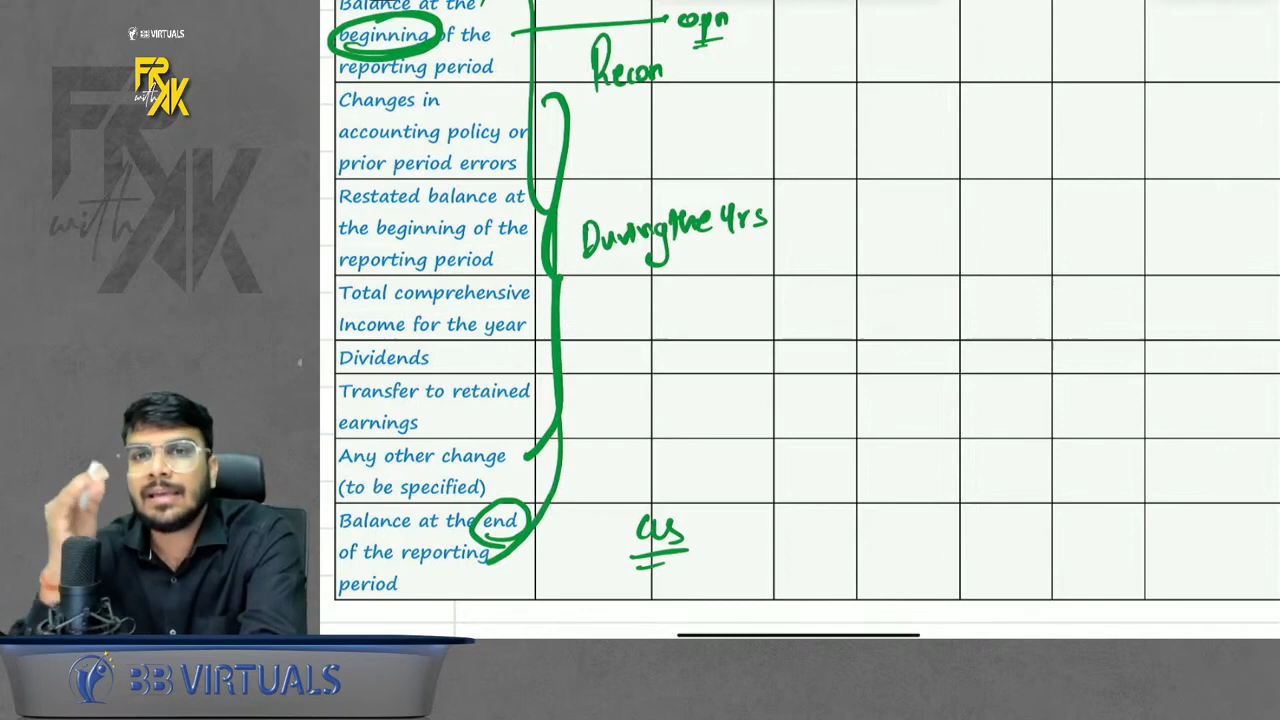 Balance at the
beginning of the
reporting period
opn
Recon
Changes in
accounting policy or
prior period errors
Restated balance at
the beginning of the
reporting period
During the yrs
Total comprehensive
Income for the year
Dividends
Transfer to retained
earnings
Any other change
(to be specified)
Balance at the end
of the reporting
period
BB VIRTUALS
FR
with
AK
FR
with
AK
BB VIRTUALS